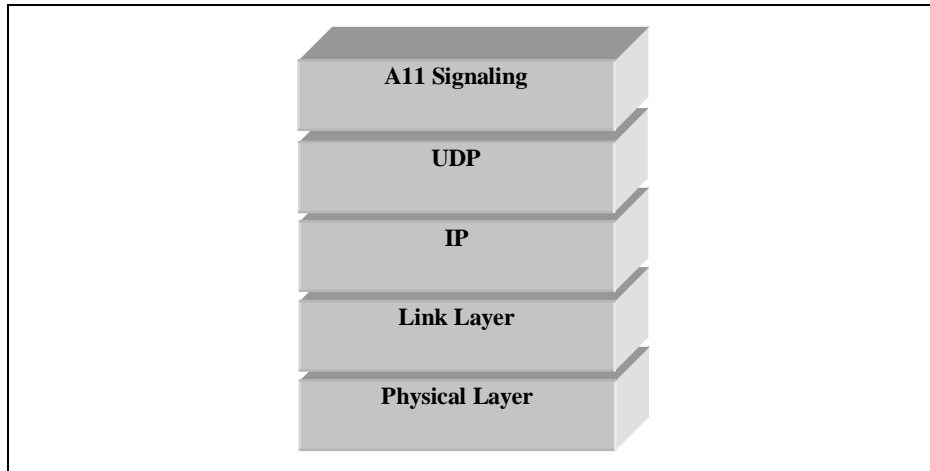 A11 Signaling
UDP
IP
Link Layer
Physical Layer